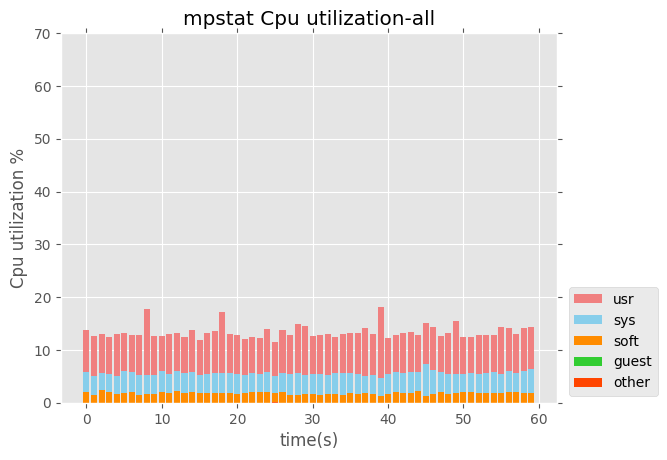 mpstat Cpu utilization-all
70
60
50
40
30
20
10
0
Cpu utilization %
0 10 20 30 40 50 60
time(s)
usr
sys
soft
guest
other